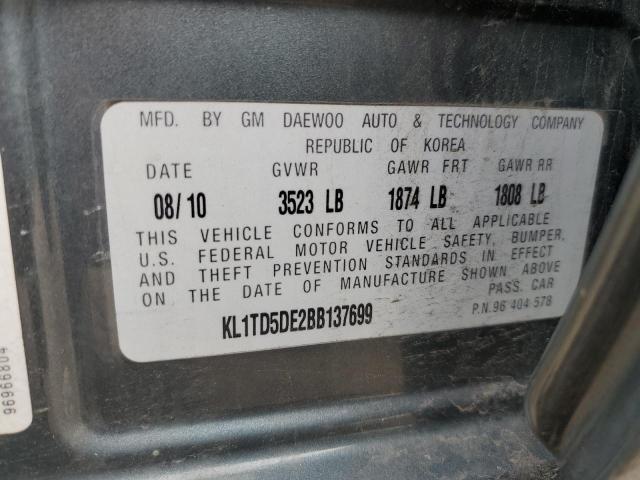 MFD. BY GM DAEWOO AUTO & TECHNOLOGY COMPANY
REPUBLIC OF KOREA
DATE GVWR GAWR FRT GAWR RR
08/10 3523 LB 1874 LB 1808 LB
THIS VEHICLE CONFORMS TO ALL APPLICABLE
U.S. FEDERAL MOTOR VEHICLE SAFETY, BUMPER,
AND THEFT PREVENTION STANDARDS IN EFFECT
ON THE DATE OF MANUFACTURE SHOWN ABOVE
PASS. CAR
KL1TD5DE2BB137699
P.N.96 404 578
96966804